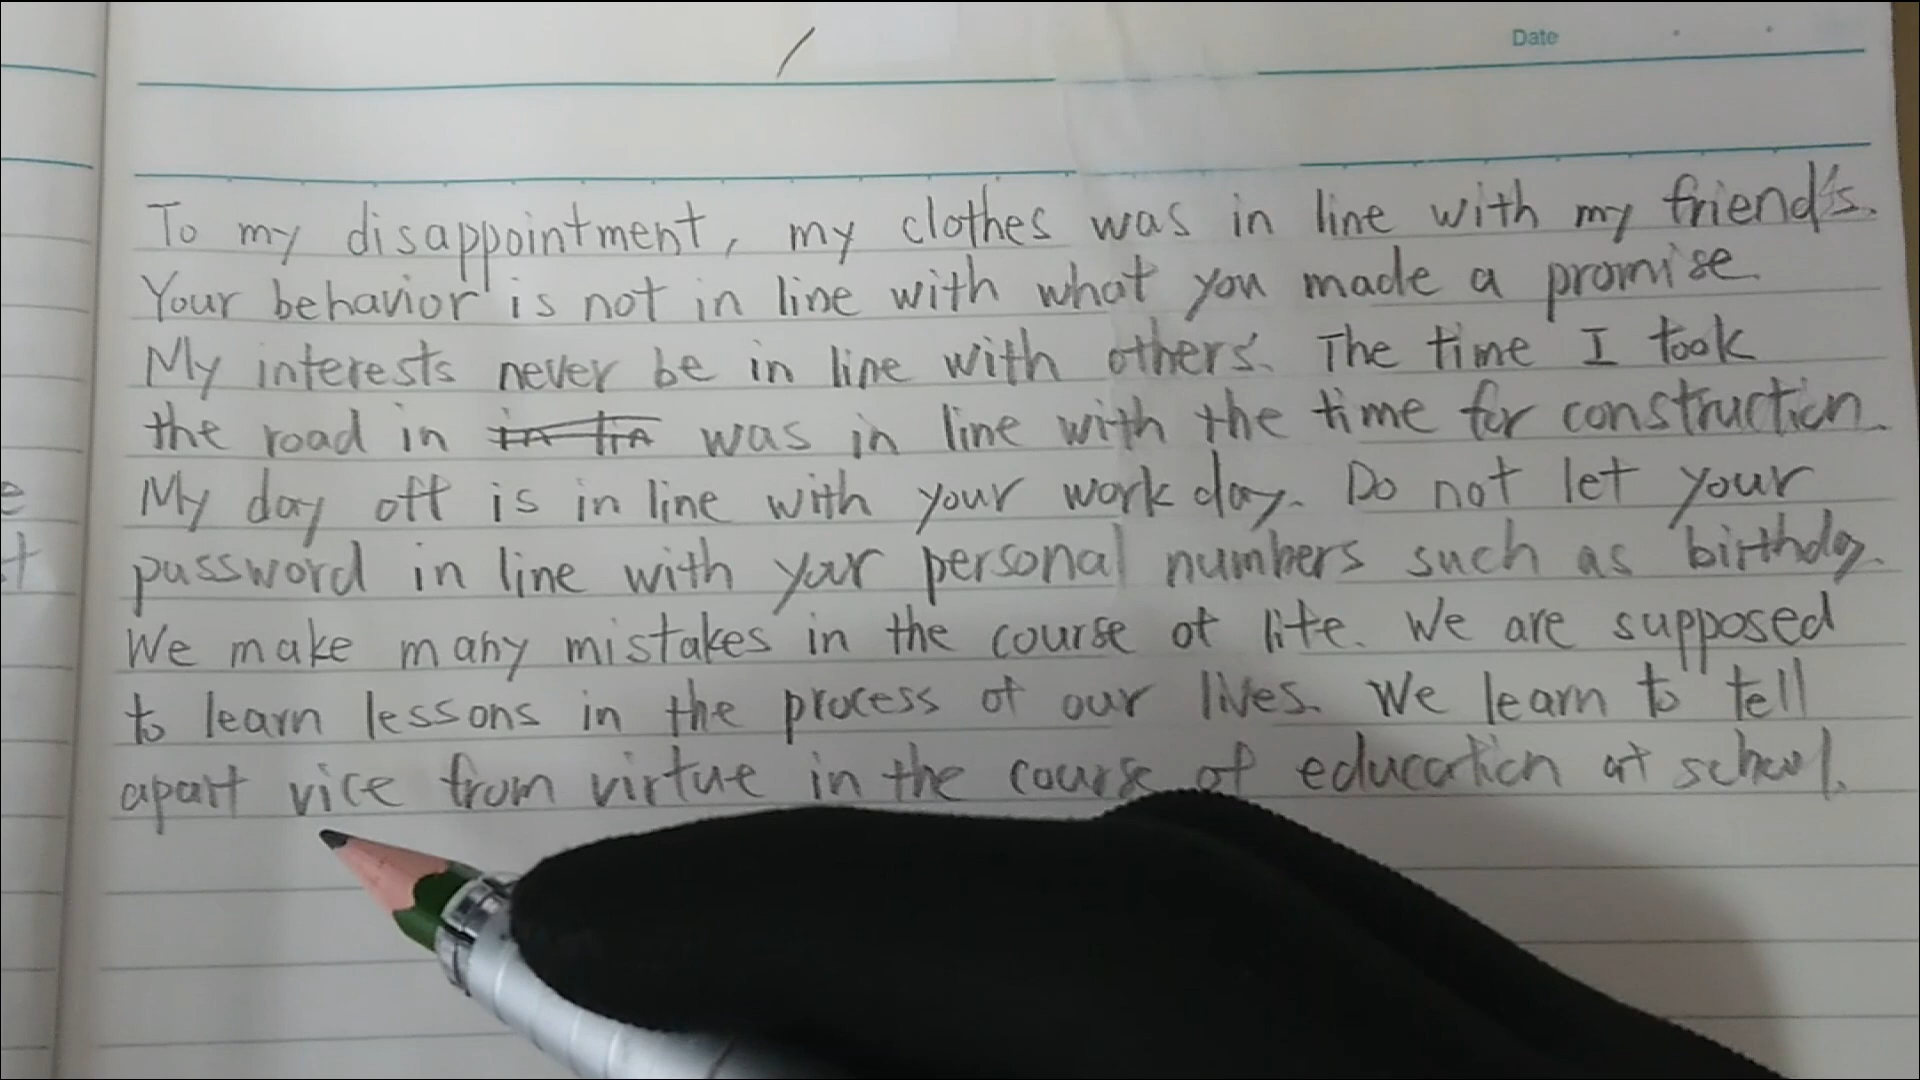 Date
To my disappointment, my clothes was in line with my friend's.
Your behavior is not in line with what you made a promise.
My interests never be in line with others'. The time I took
the road in was in line with the time for construction.
My day off is in line with your work day. Do not let your
password in line with your personal numbers such as birthday.
We make many mistakes in the course of life. We are supposed
to learn lessons in the process of our lives. We learn to tell
apart vice from virtue in the course of education at school.
e
t